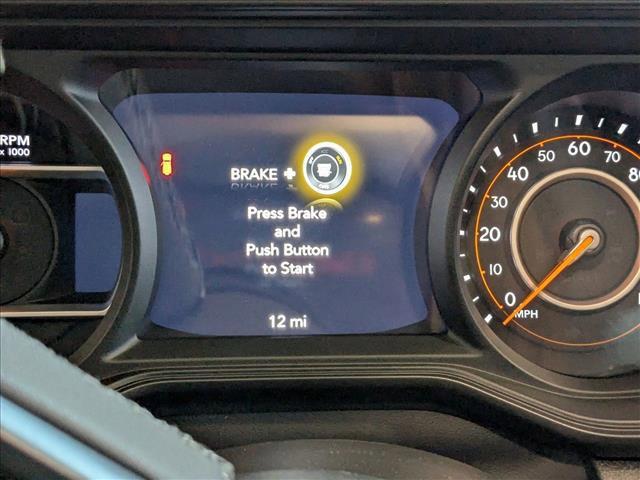 RPM
x 1000
BRAKE +
Press Brake
and
Push Button
to Start
12 mi
0
10
20
30
40
50
60
70
80
MPH